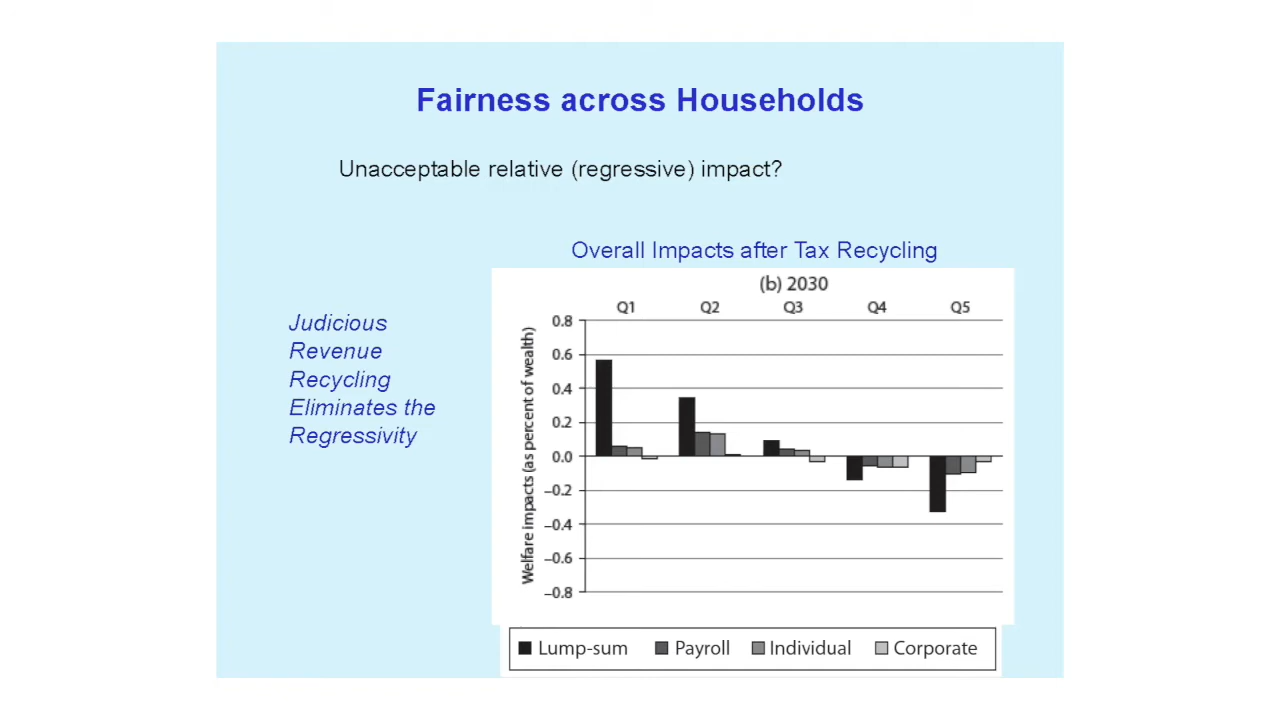 Fairness across Households
Unacceptable relative (regressive) impact?
Overall Impacts after Tax Recycling
Judicious
Revenue
Recycling
Eliminates the
Regressivity
(b) 2030
Q1 Q2 Q3 Q4 Q5
Welfare impacts (as percent of wealth)
0.8
0.6
0.4
0.2
0.0
−0.2
−0.4
−0.6
−0.8
Lump-sum Payroll Individual Corporate